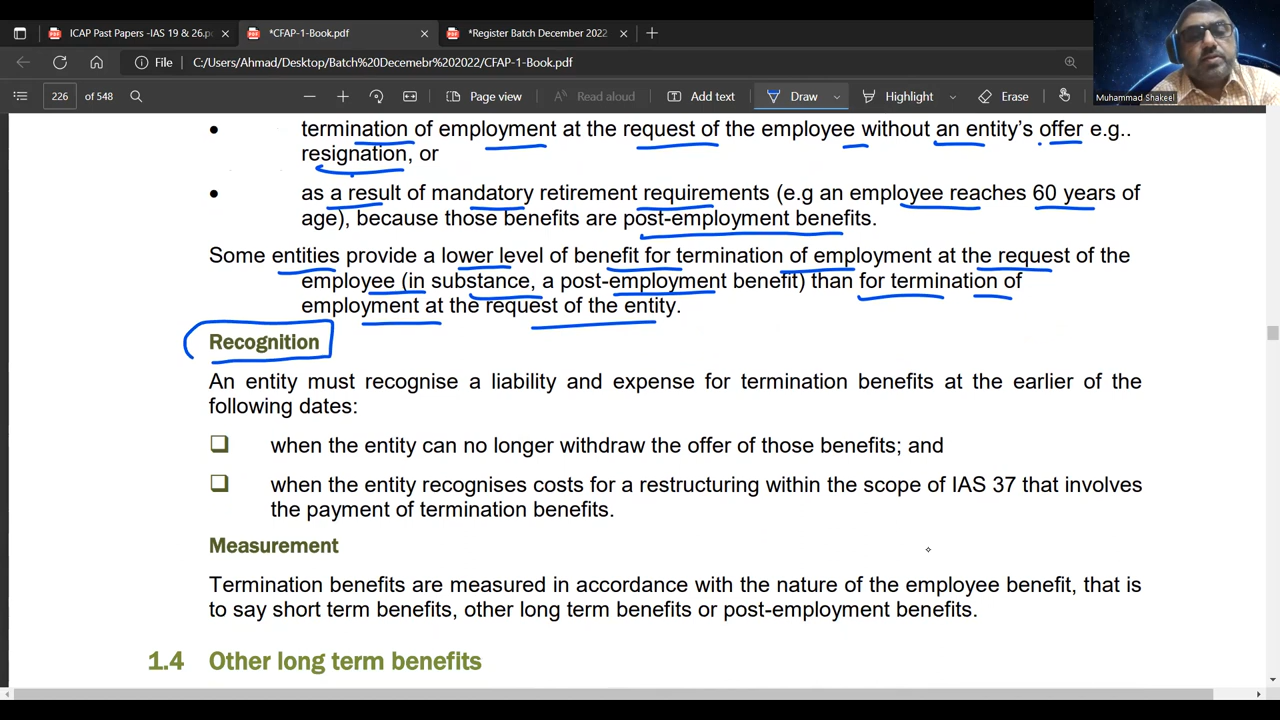 ICAP Past Papers -IAS 19 & 26.p
*CFAP-1-Book.pdf
*Register Batch December 2022
File
C:/Users/Ahmad/Desktop/Batch%20Decemebr%202022/CFAP-1-Book.pdf
226 of 548
Page view
Read aloud
Add text
Draw
Highlight
Erase
Muhammad Shakeel
• termination of employment at the request of the employee without an entity's offer e.g..
resignation, or
• as a result of mandatory retirement requirements (e.g an employee reaches 60 years of
age), because those benefits are post-employment benefits.
Some entities provide a lower level of benefit for termination of employment at the request of the
employee (in substance, a post-employment benefit) than for termination of
employment at the request of the entity.
Recognition
An entity must recognise a liability and expense for termination benefits at the earlier of the
following dates:
❑ when the entity can no longer withdraw the offer of those benefits; and
❑ when the entity recognises costs for a restructuring within the scope of IAS 37 that involves
the payment of termination benefits.
Measurement
Termination benefits are measured in accordance with the nature of the employee benefit, that is
to say short term benefits, other long term benefits or post-employment benefits.
1.4 Other long term benefits